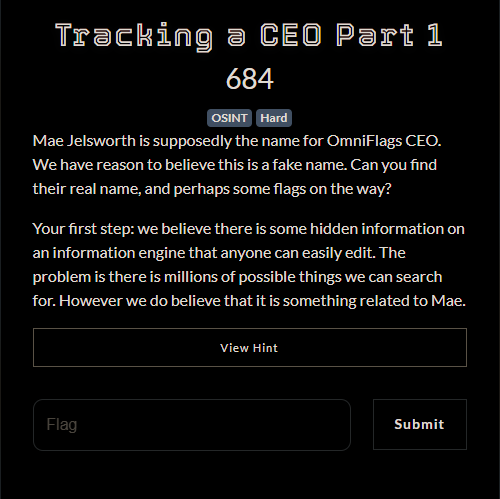 Tracking a CEO Part 1
684
OSINT Hard
Mae Jelsworth is supposedly the name for OmniFlags CEO.
We have reason to believe this is a fake name. Can you find
their real name, and perhaps some flags on the way?
Your first step: we believe there is some hidden information on
an information engine that anyone can easily edit. The
problem is there is millions of possible things we can search
for. However we do believe that it is something related to Mae.
View Hint
Flag
Submit